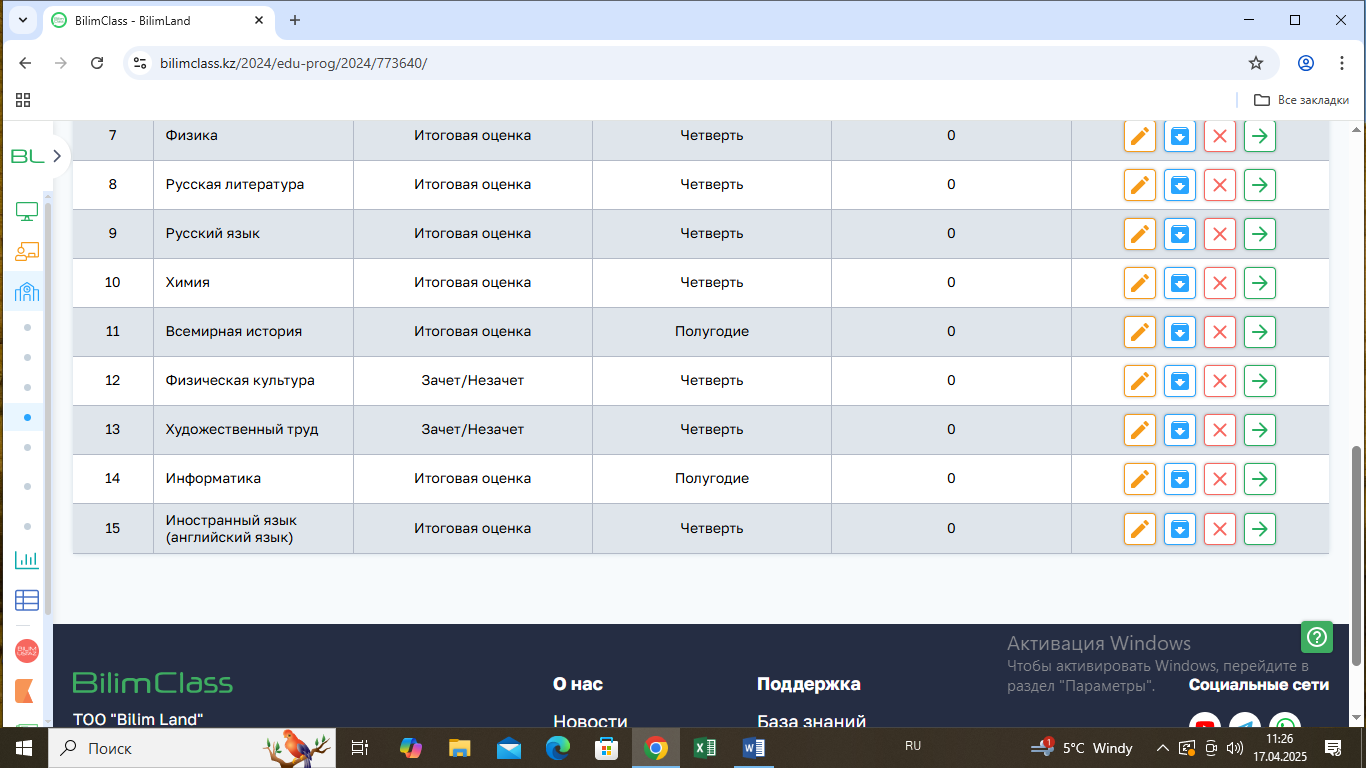 BilimClass - BilimLand
bilimclass.kz/2024/edu-prog/2024/773640/
Все закладки
BL
7 Физика Итоговая оценка Четверть 0
8 Русская литература Итоговая оценка Четверть 0
9 Русский язык Итоговая оценка Четверть 0
10 Химия Итоговая оценка Четверть 0
11 Всемирная история Итоговая оценка Полугодие 0
12 Физическая культура Зачет/Незачет Четверть 0
13 Художественный труд Зачет/Незачет Четверть 0
14 Информатика Итоговая оценка Полугодие 0
15 Иностранный язык Итоговая оценка Четверть 0
(английский язык)
Активация Windows
Чтобы активировать Windows, перейдите в
раздел "Параметры".
BilimClass О нас Поддержка Социальные сети
ТОО "Bilim Land" Новости База знаний
Поиск
RU
1
5°C Windy
11:26
17.04.2025